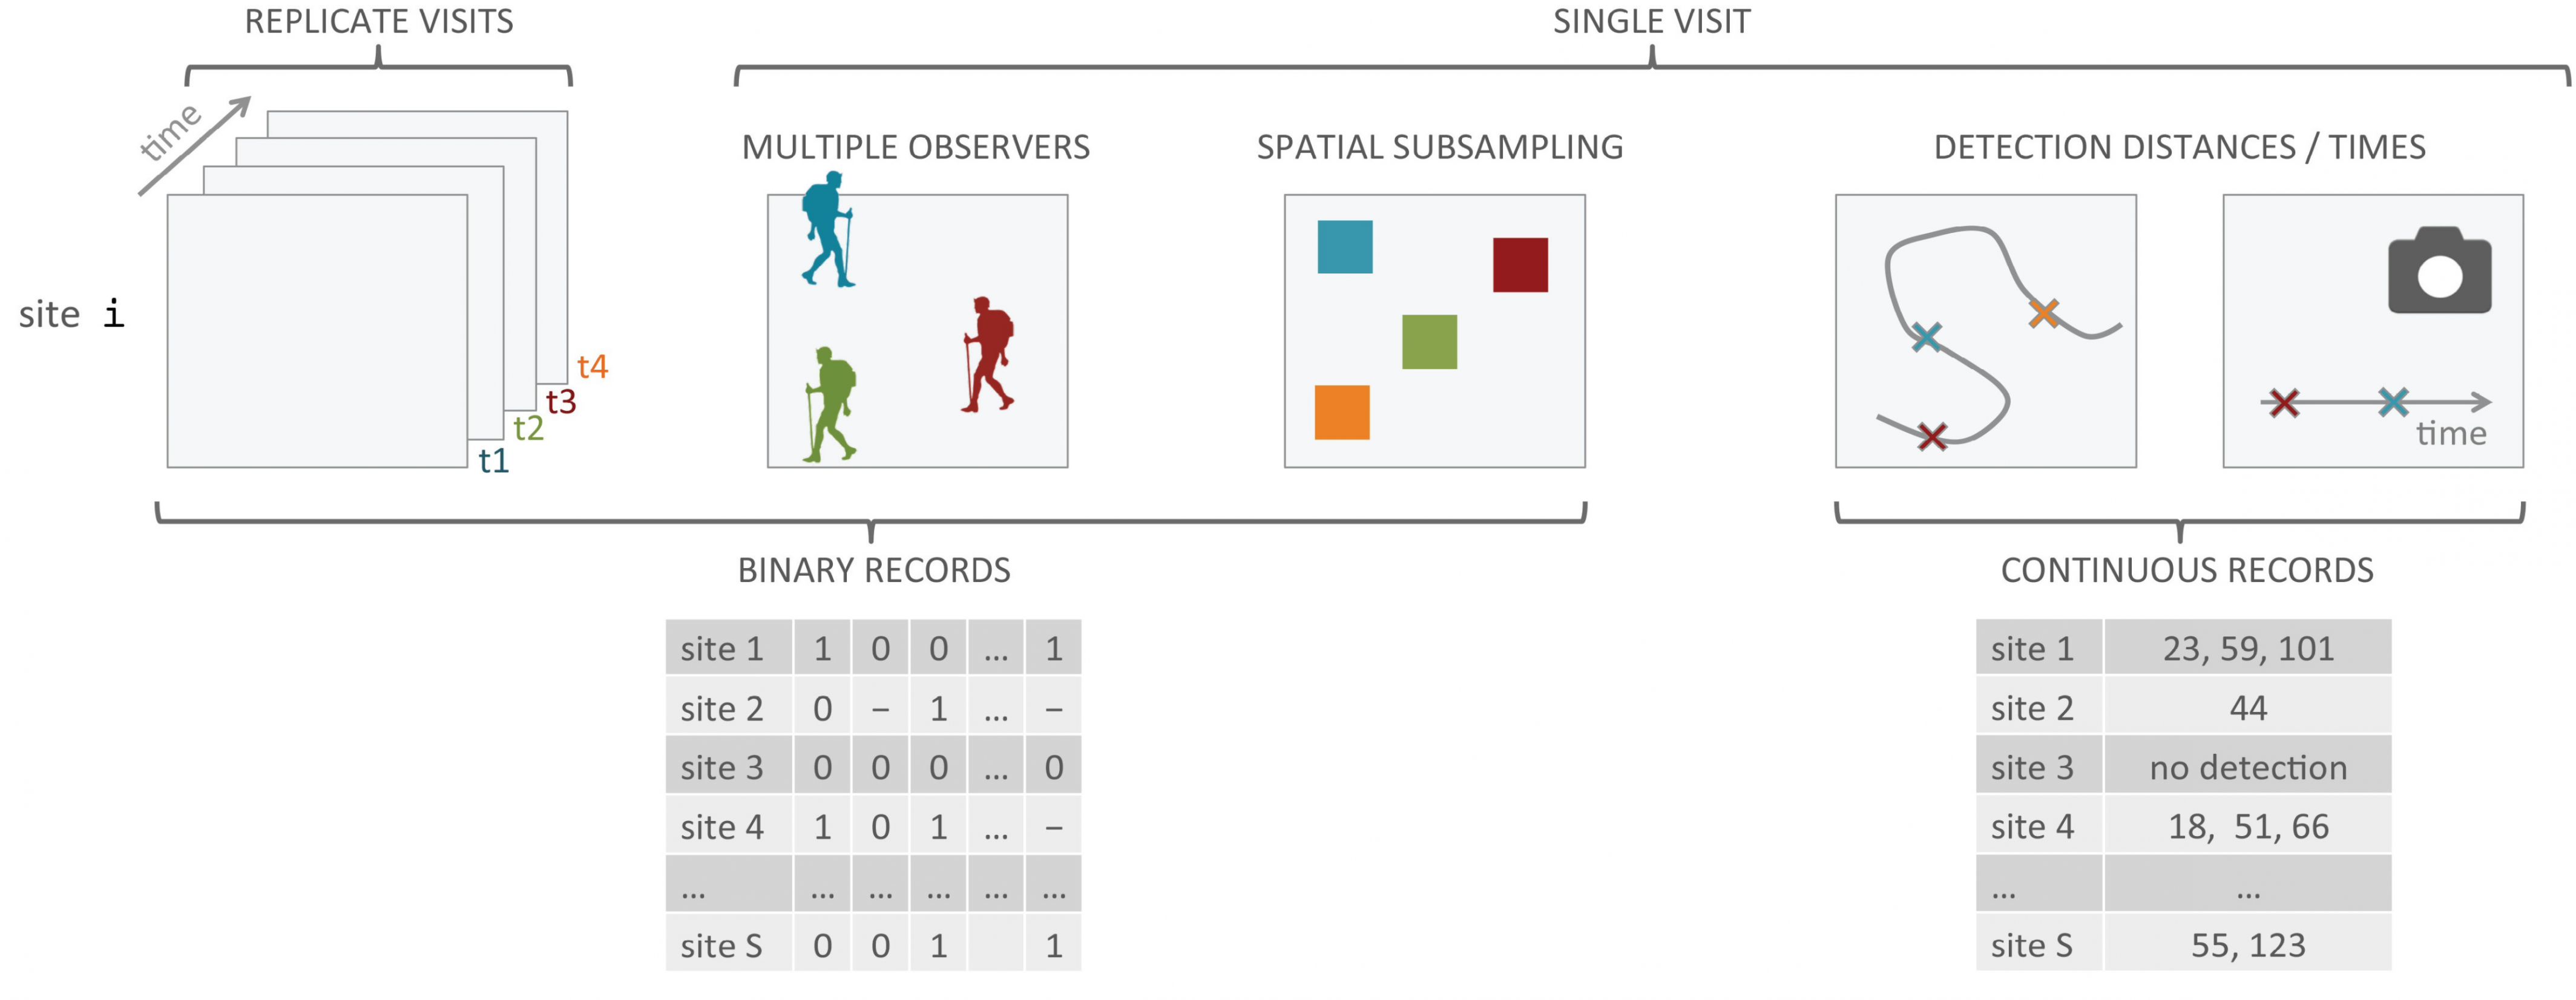 REPLICATE VISITS
SINGLE VISIT
time
MULTIPLE OBSERVERS
SPATIAL SUBSAMPLING
DETECTION DISTANCES / TIMES
site i
t4
t3
t2
t1
time
BINARY RECORDS
site 1 1 0 0 ... 1
site 2 0 – 1 ... –
site 3 0 0 0 ... 0
site 4 1 0 1 ... –
... ... ... ... ... ...
site S 0 0 1 1
CONTINUOUS RECORDS
site 1 23, 59, 101
site 2 44
site 3 no detection
site 4 18, 51, 66
... ...
site S 55, 123